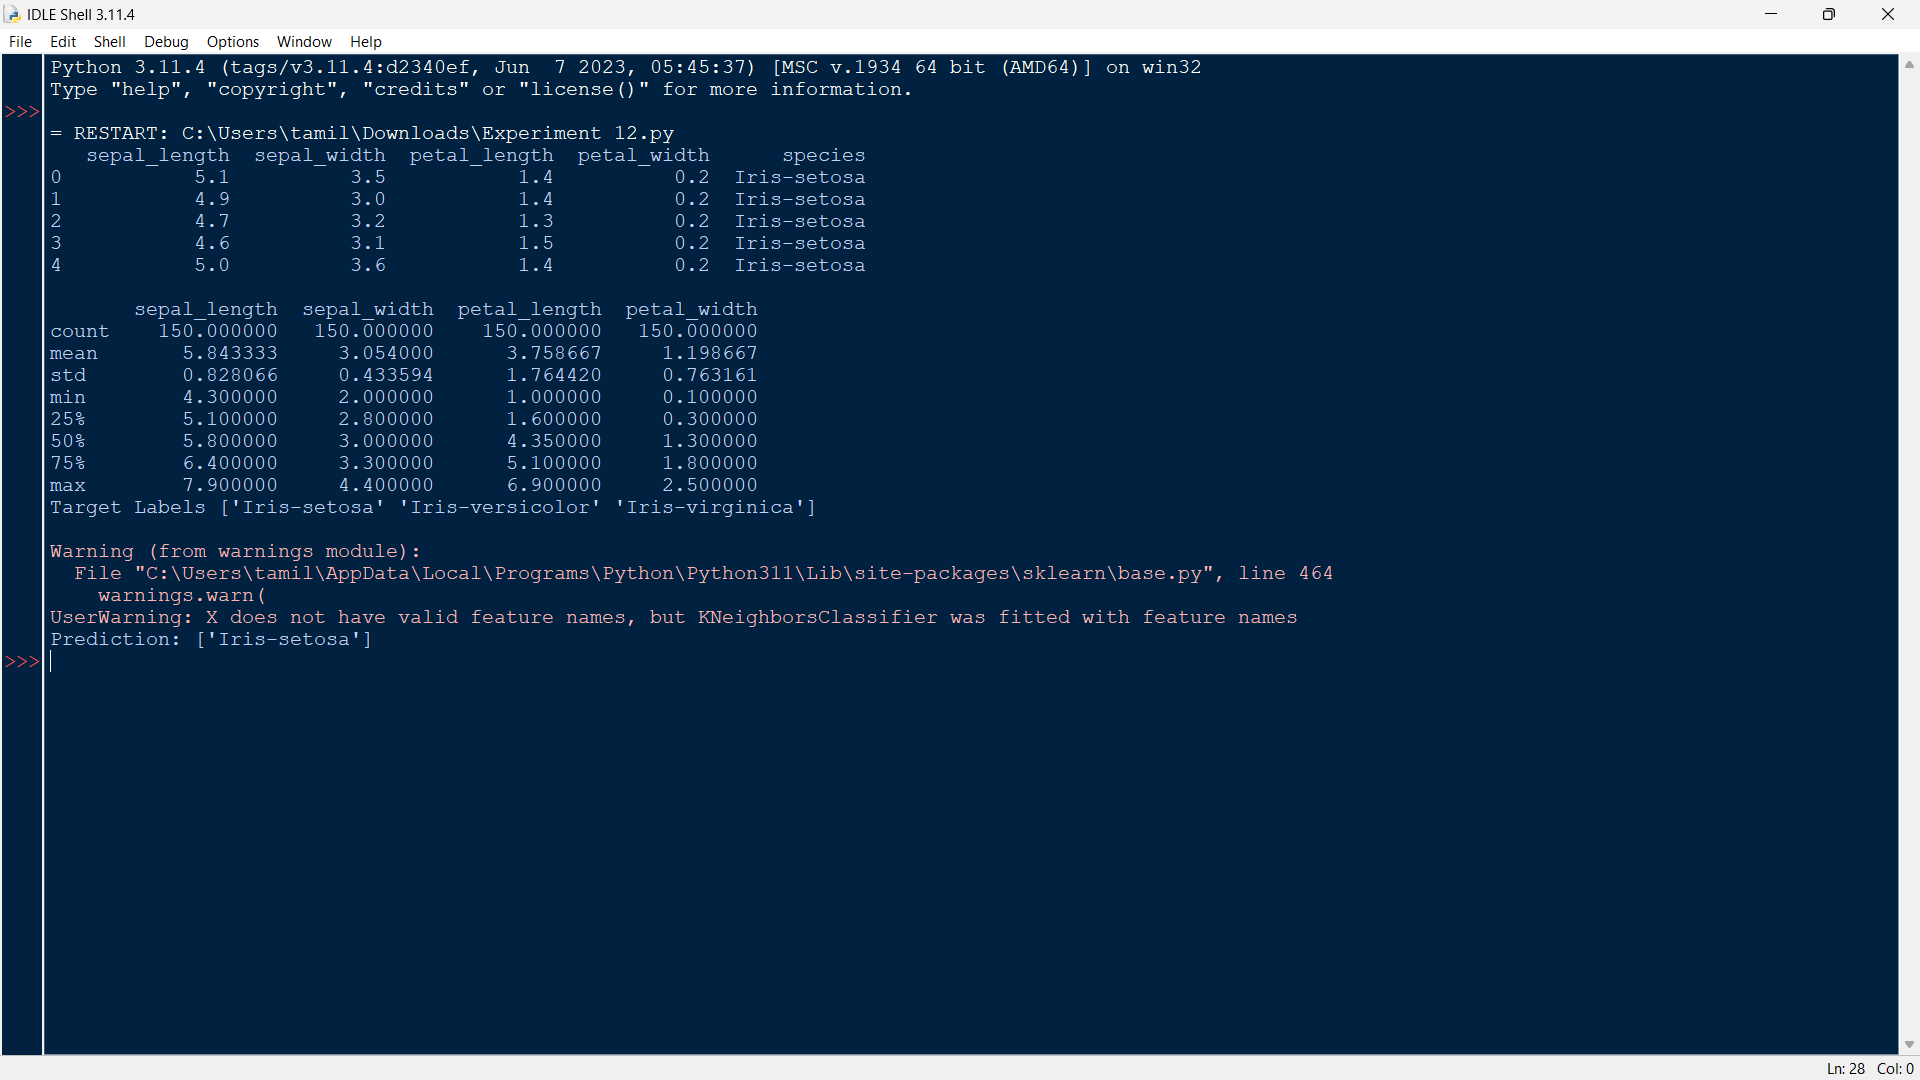 IDLE Shell 3.11.4
File Edit Shell Debug Options Window Help
Python 3.11.4 (tags/v3.11.4:d2340ef, Jun  7 2023, 05:45:37) [MSC v.1934 64 bit (AMD64)] on win32
Type "help", "copyright", "credits" or "license()" for more information.
>>>
= RESTART: C:\Users\tamil\Downloads\Experiment 12.py
   sepal_length  sepal_width  petal_length  petal_width      species
0           5.1          3.5           1.4          0.2  Iris-setosa
1           4.9          3.0           1.4          0.2  Iris-setosa
2           4.7          3.2           1.3          0.2  Iris-setosa
3           4.6          3.1           1.5          0.2  Iris-setosa
4           5.0          3.6           1.4          0.2  Iris-setosa
       sepal_length  sepal_width  petal_length  petal_width
count    150.000000   150.000000    150.000000   150.000000
mean       5.843333     3.054000      3.758667     1.198667
std        0.828066     0.433594      1.764420     0.763161
min        4.300000     2.000000      1.000000     0.100000
25%        5.100000     2.800000      1.600000     0.300000
50%        5.800000     3.000000      4.350000     1.300000
75%        6.400000     3.300000      5.100000     1.800000
max        7.900000     4.400000      6.900000     2.500000
Target Labels ['Iris-setosa' 'Iris-versicolor' 'Iris-virginica']
Warning (from warnings module):
  File "C:\Users\tamil\AppData\Local\Programs\Python\Python311\Lib\site-packages\sklearn\base.py", line 464
    warnings.warn(
UserWarning: X does not have valid feature names, but KNeighborsClassifier was fitted with feature names
Prediction: ['Iris-setosa']
>>>
Ln: 28 Col: 0